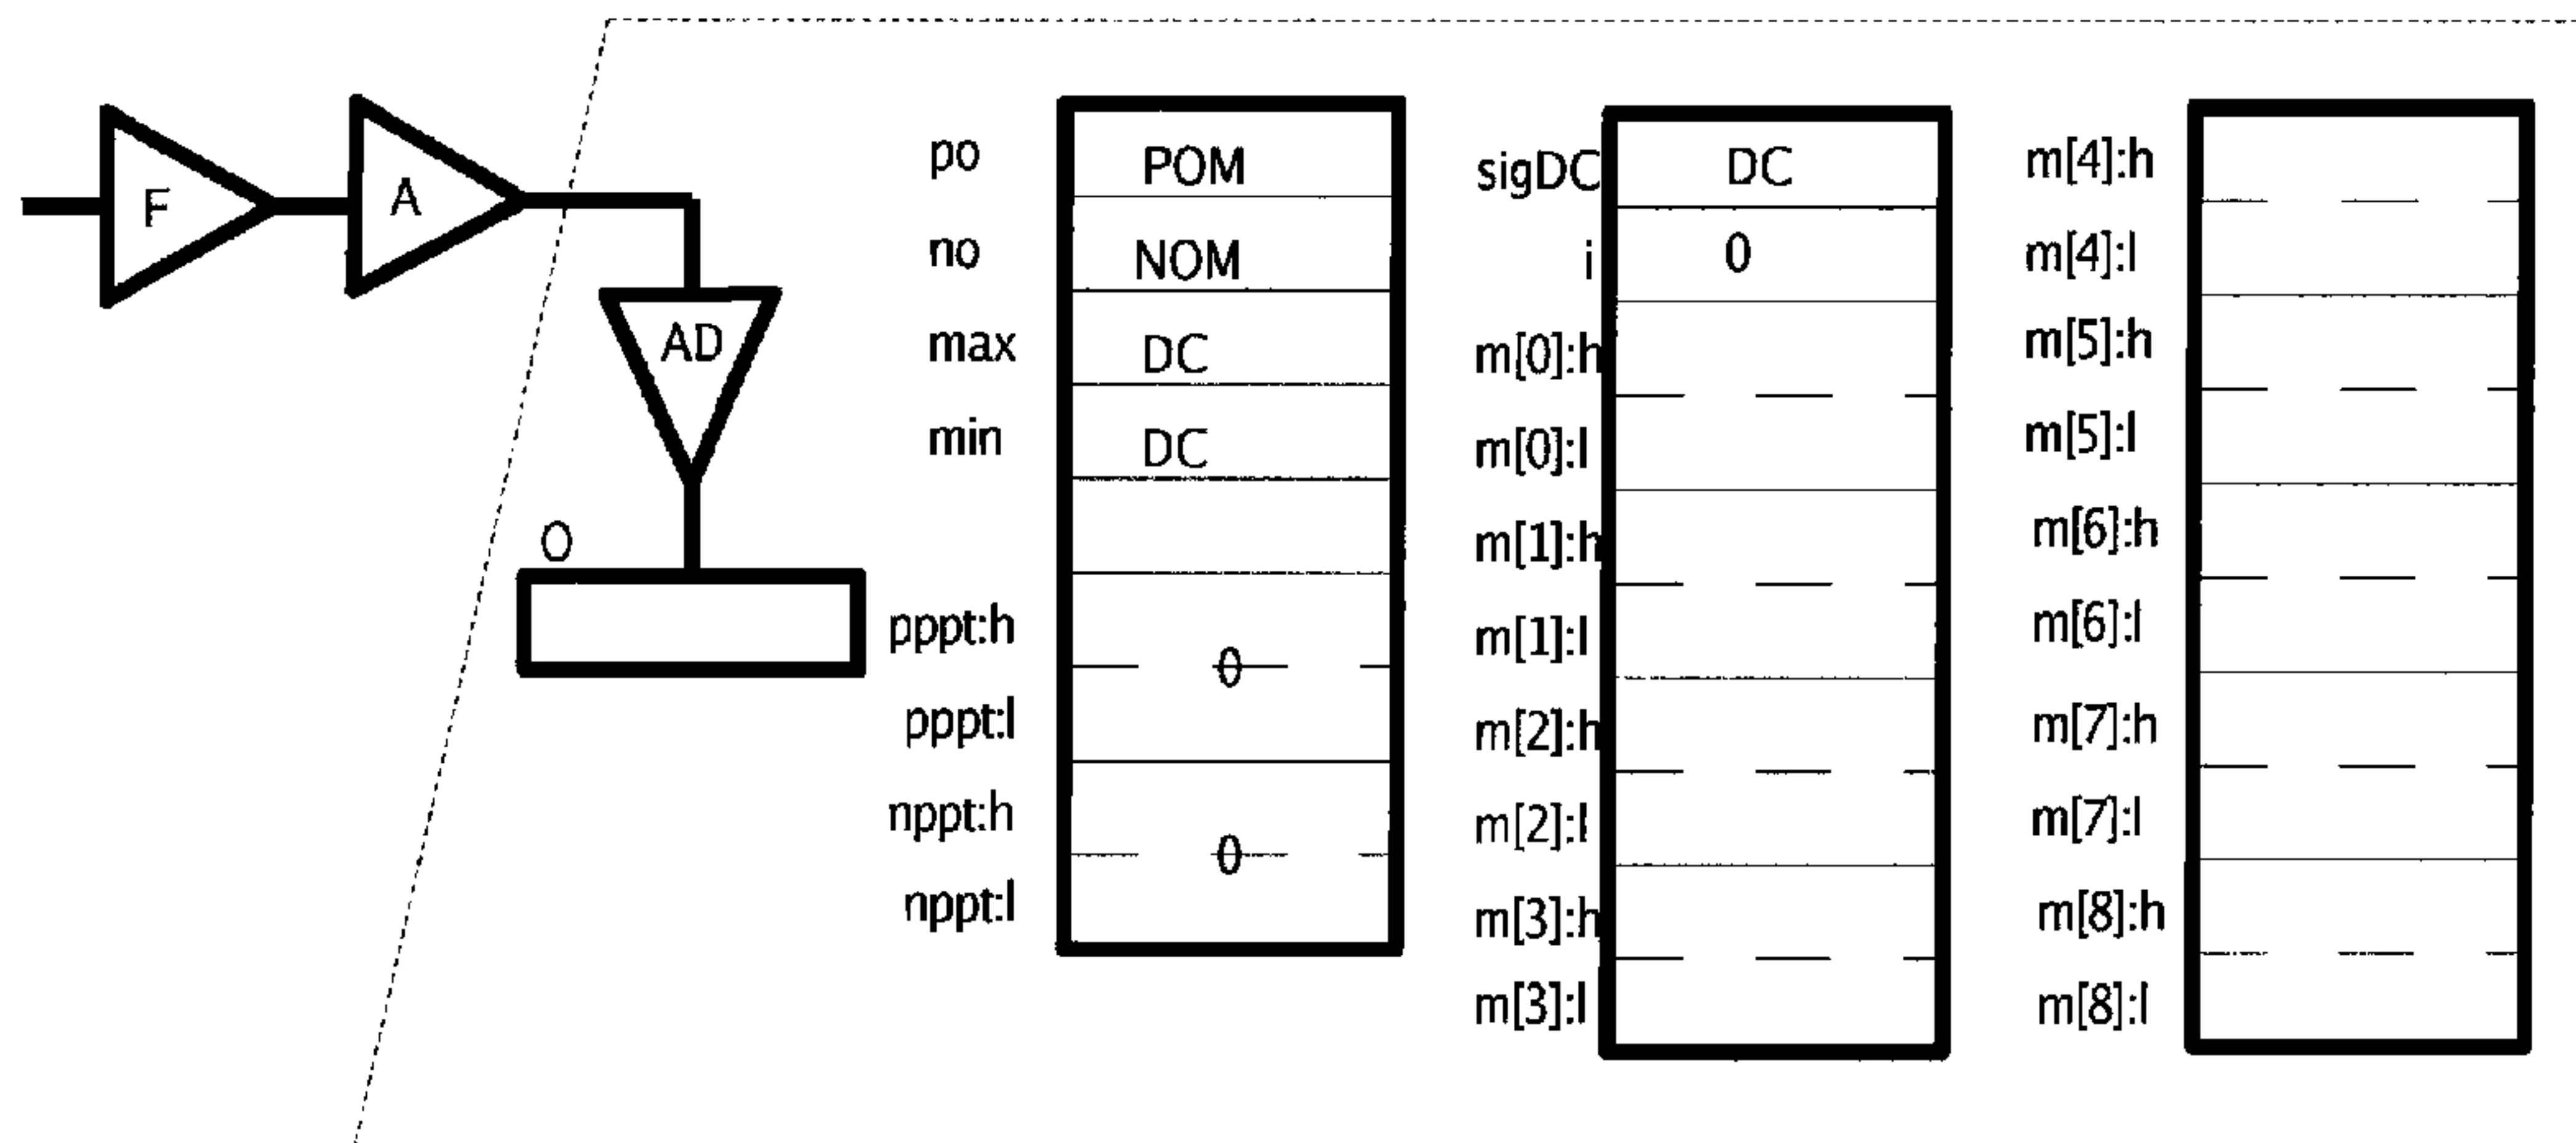 F
A
AD
O
po
POM
no
NOM
max
DC
min
DC
pppt:h
0
pppt:l
nppt:h
0
nppt:l
sigDC
DC
i
0
m[0]:h
m[0]:l
m[1]:h
m[1]:l
m[2]:h
m[2]:l
m[3]:h
m[3]:l
m[4]:h
m[4]:l
m[5]:h
m[5]:l
m[6]:h
m[6]:l
m[7]:h
m[7]:l
m[8]:h
m[8]:l